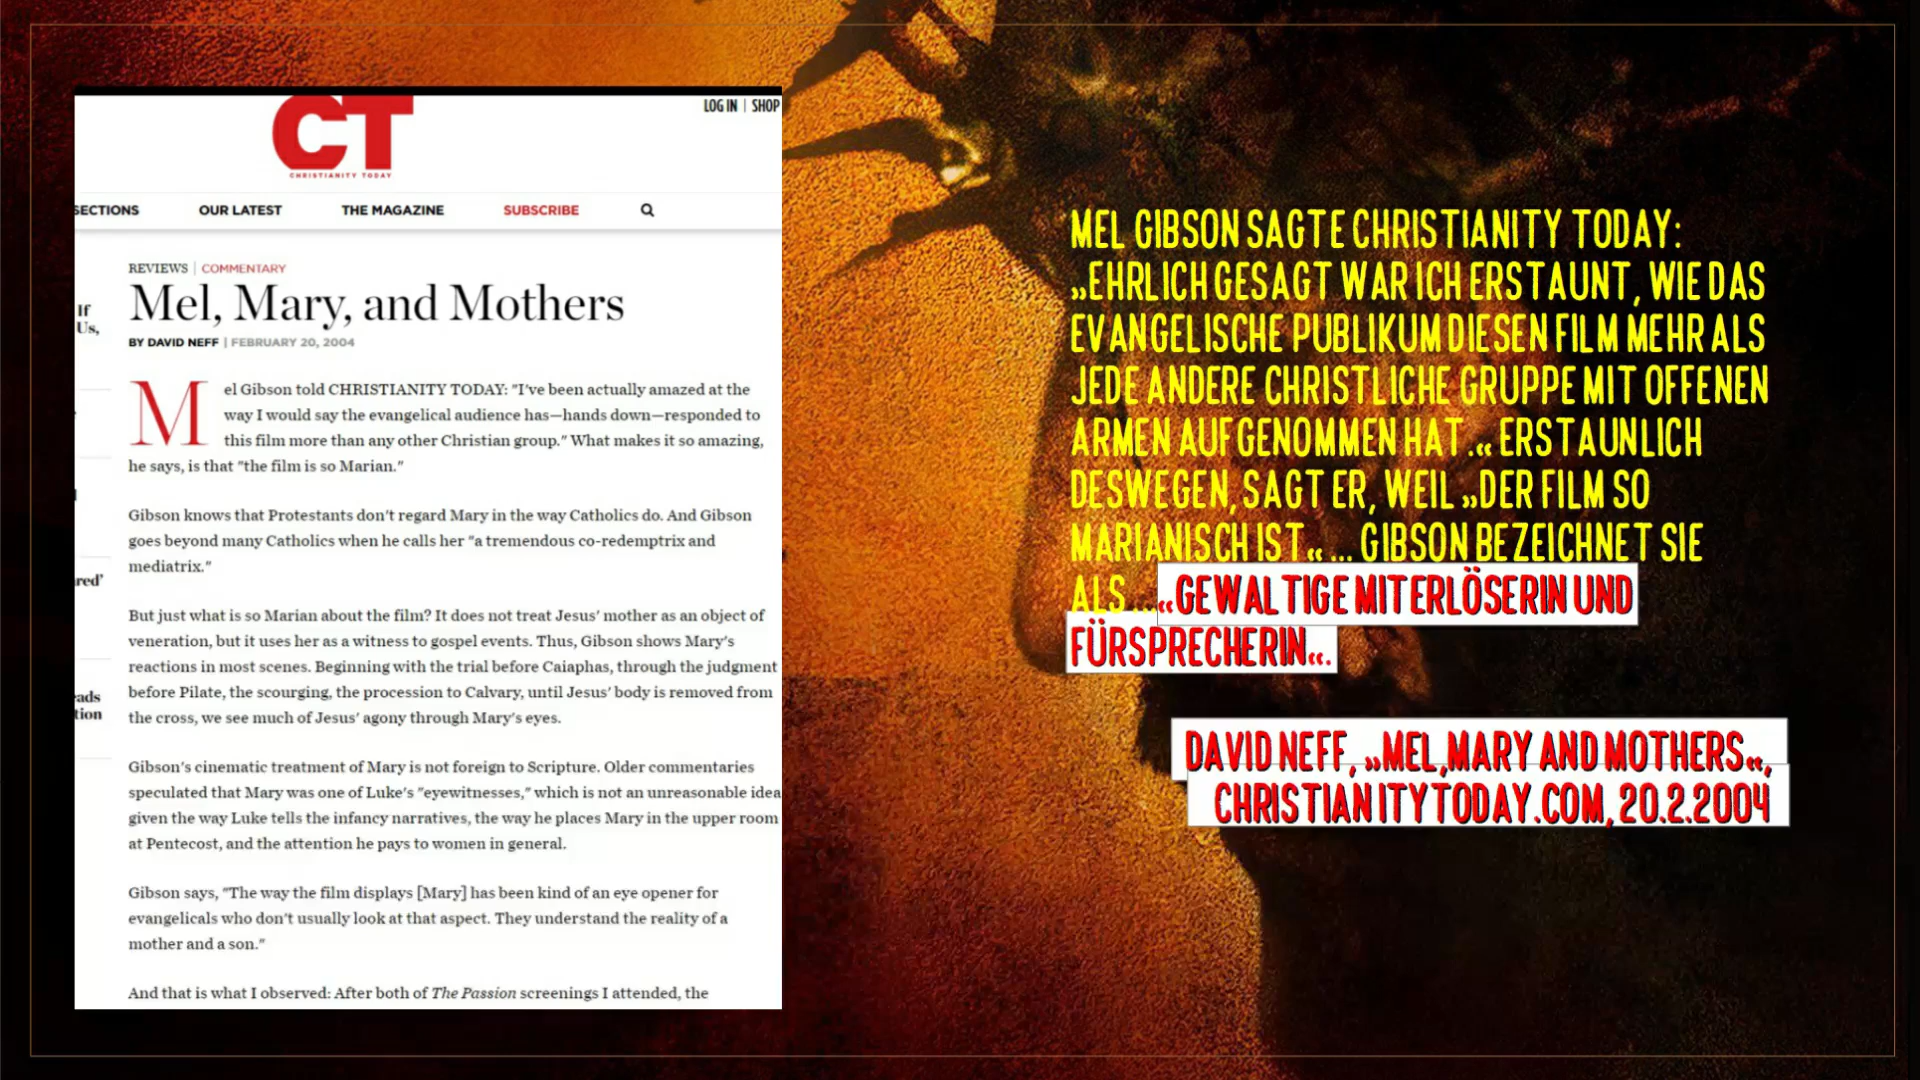 CT
CHRISTIANITY TODAY
LOG IN | SHOP
SECTIONS OUR LATEST THE MAGAZINE SUBSCRIBE
If
Us,
REVIEWS | COMMENTARY
Mel, Mary, and Mothers
BY DAVID NEFF | FEBRUARY 20, 2004
Mel Gibson told CHRISTIANITY TODAY: "I've been actually amazed at the
way I would say the evangelical audience has—hands down—responded to
this film more than any other Christian group." What makes it so amazing,
he says, is that "the film is so Marian."
Gibson knows that Protestants don't regard Mary in the way Catholics do. And Gibson
goes beyond many Catholics when he calls her "a tremendous co-redemptrix and
mediatrix."
red'
But just what is so Marian about the film? It does not treat Jesus' mother as an object of
veneration, but it uses her as a witness to gospel events. Thus, Gibson shows Mary's
reactions in most scenes. Beginning with the trial before Caiaphas, through the judgment
before Pilate, the scourging, the procession to Calvary, until Jesus' body is removed from
the cross, we see much of Jesus' agony through Mary's eyes.
ads
tion
Gibson's cinematic treatment of Mary is not foreign to Scripture. Older commentaries
speculated that Mary was one of Luke's "eyewitnesses," which is not an unreasonable idea
given the way Luke tells the infancy narratives, the way he places Mary in the upper room
at Pentecost, and the attention he pays to women in general.
Gibson says, "The way the film displays [Mary] has been kind of an eye opener for
evangelicals who don't usually look at that aspect. They understand the reality of a
mother and a son."
And that is what I observed: After both of The Passion screenings I attended, the
MEL GIBSON SAGTE CHRISTIANITY TODAY:
»EHRLICH GESAGT WAR ICH ERSTAUNT, WIE DAS
EVANGELISCHE PUBLIKUM DIESEN FILM MEHR ALS
JEDE ANDERE CHRISTLICHE GRUPPE MIT OFFENEN
ARMEN AUFGENOMMEN HAT.« ERSTAUNLICH
DESWEGEN, SAGT ER, WEIL »DER FILM SO
MARIANISCH IST« ... GIBSON BEZEICHNET SIE
ALS ...«GEWALTIGE MITERLÖSERIN UND
FÜRSPRECHERIN«.
DAVID NEFF, »MEL,MARY AND MOTHERS«,
CHRISTIANITYTODAY.COM, 20.2.2004